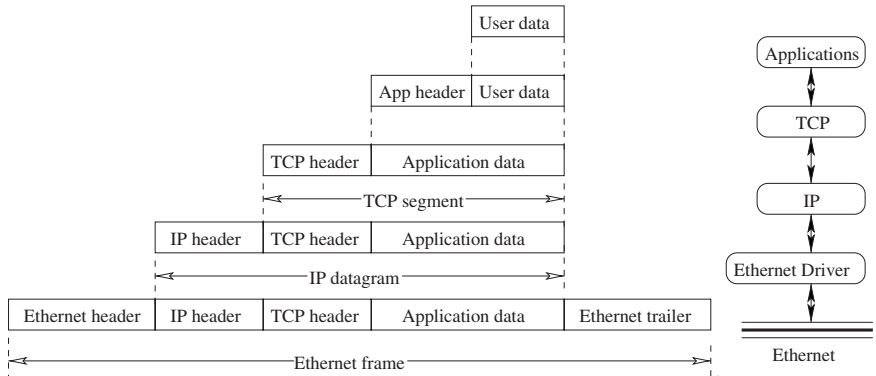 User data
Applications
App header User data
TCP
TCP header Application data
TCP segment
IP
IP header TCP header Application data
IP datagram
Ethernet Driver
Ethernet header IP header TCP header Application data Ethernet trailer
Ethernet
Ethernet frame